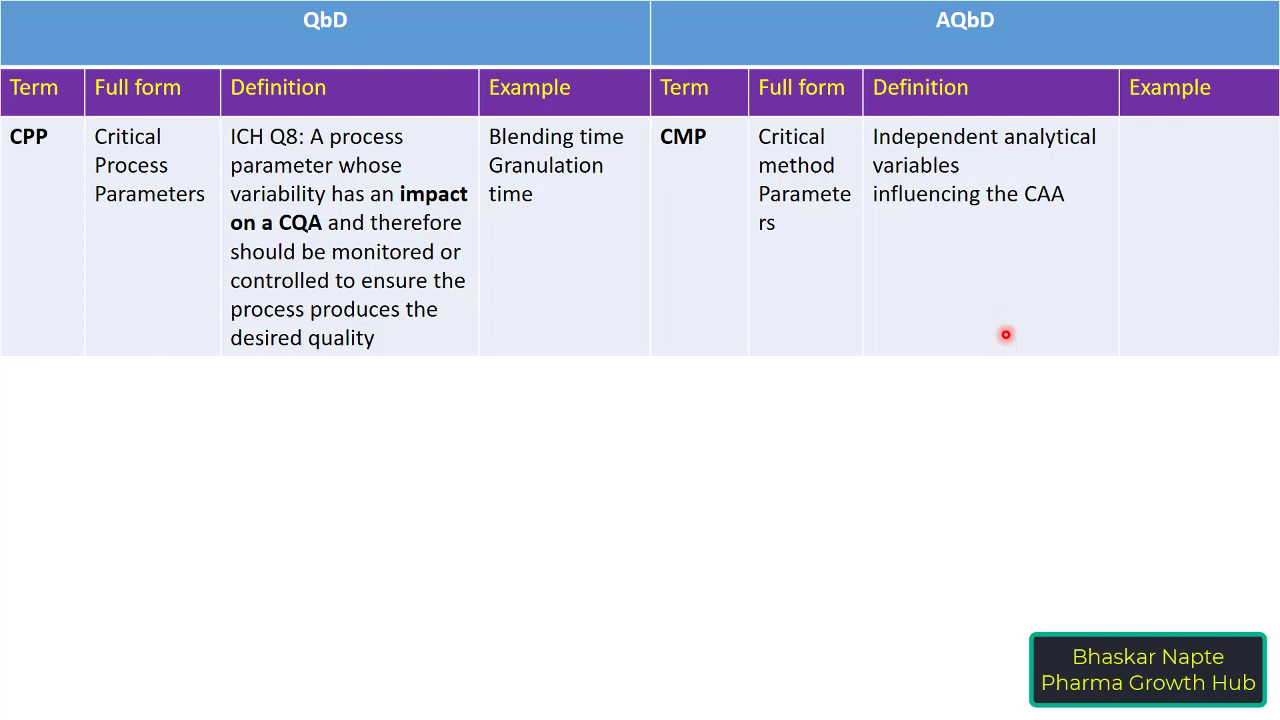 QbD
AQbD
Term
Full form
Definition
Example
Term
Full form
Definition
Example
CPP
Critical
Process
Parameters
ICH Q8: A process
parameter whose
variability has an impact
on a CQA and therefore
should be monitored or
controlled to ensure the
process produces the
desired quality
Blending time
Granulation
time
CMP
Critical
method
Paramete
rs
Independent analytical
variables
influencing the CAA
Bhaskar Napte
Pharma Growth Hub